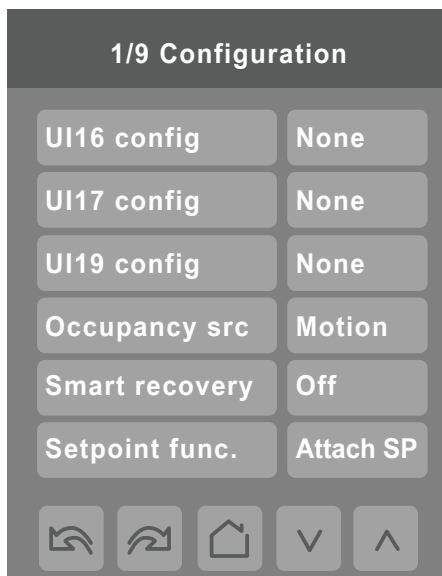 1/9 Configuration
UI16 config None
UI17 config None
UI19 config None
Occupancy src Motion
Smart recovery Off
Setpoint func. Attach SP